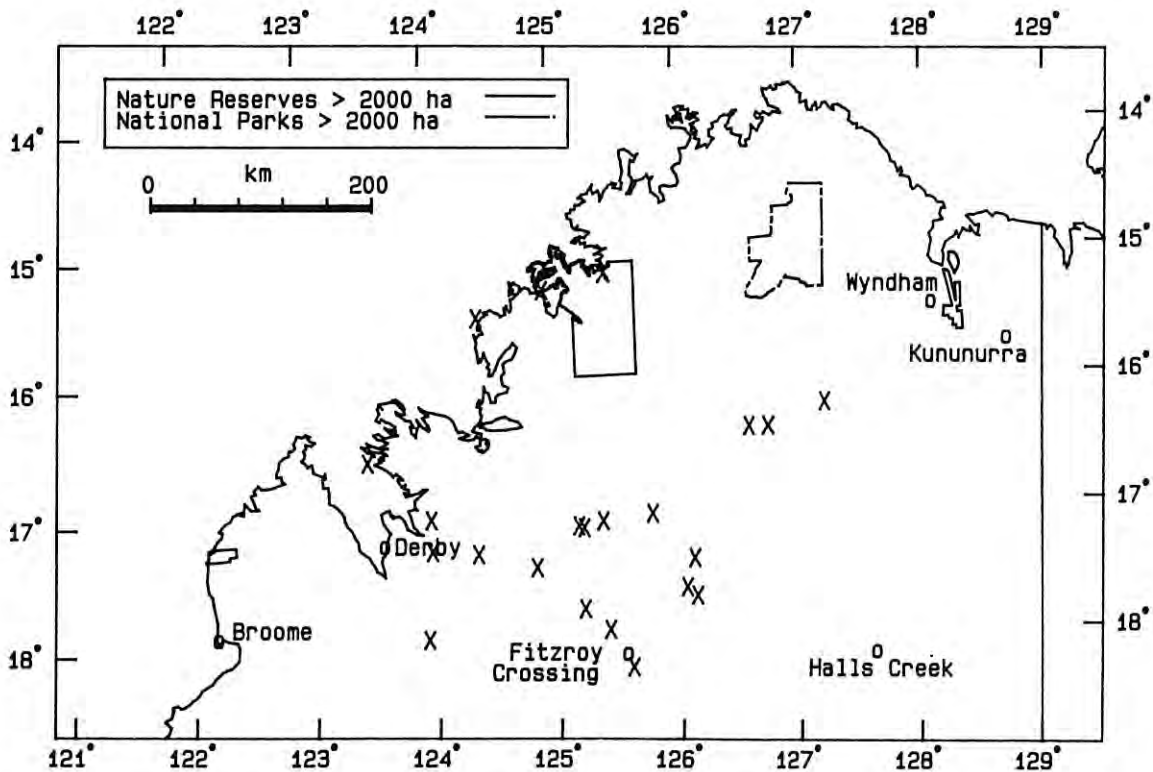 122° 123° 124° 125° 126° 127° 128° 129°
Nature Reserves > 2000 ha
National Parks > 2000 ha
km
0 200
14° 14°
15° 15°
Wyndham
Kununurra
16° 16°
17° 17°
Derby
Broome
18° 18°
Fitzroy
Crossing
Halls Creek
121° 122° 123° 124° 125° 126° 127° 128° 129°